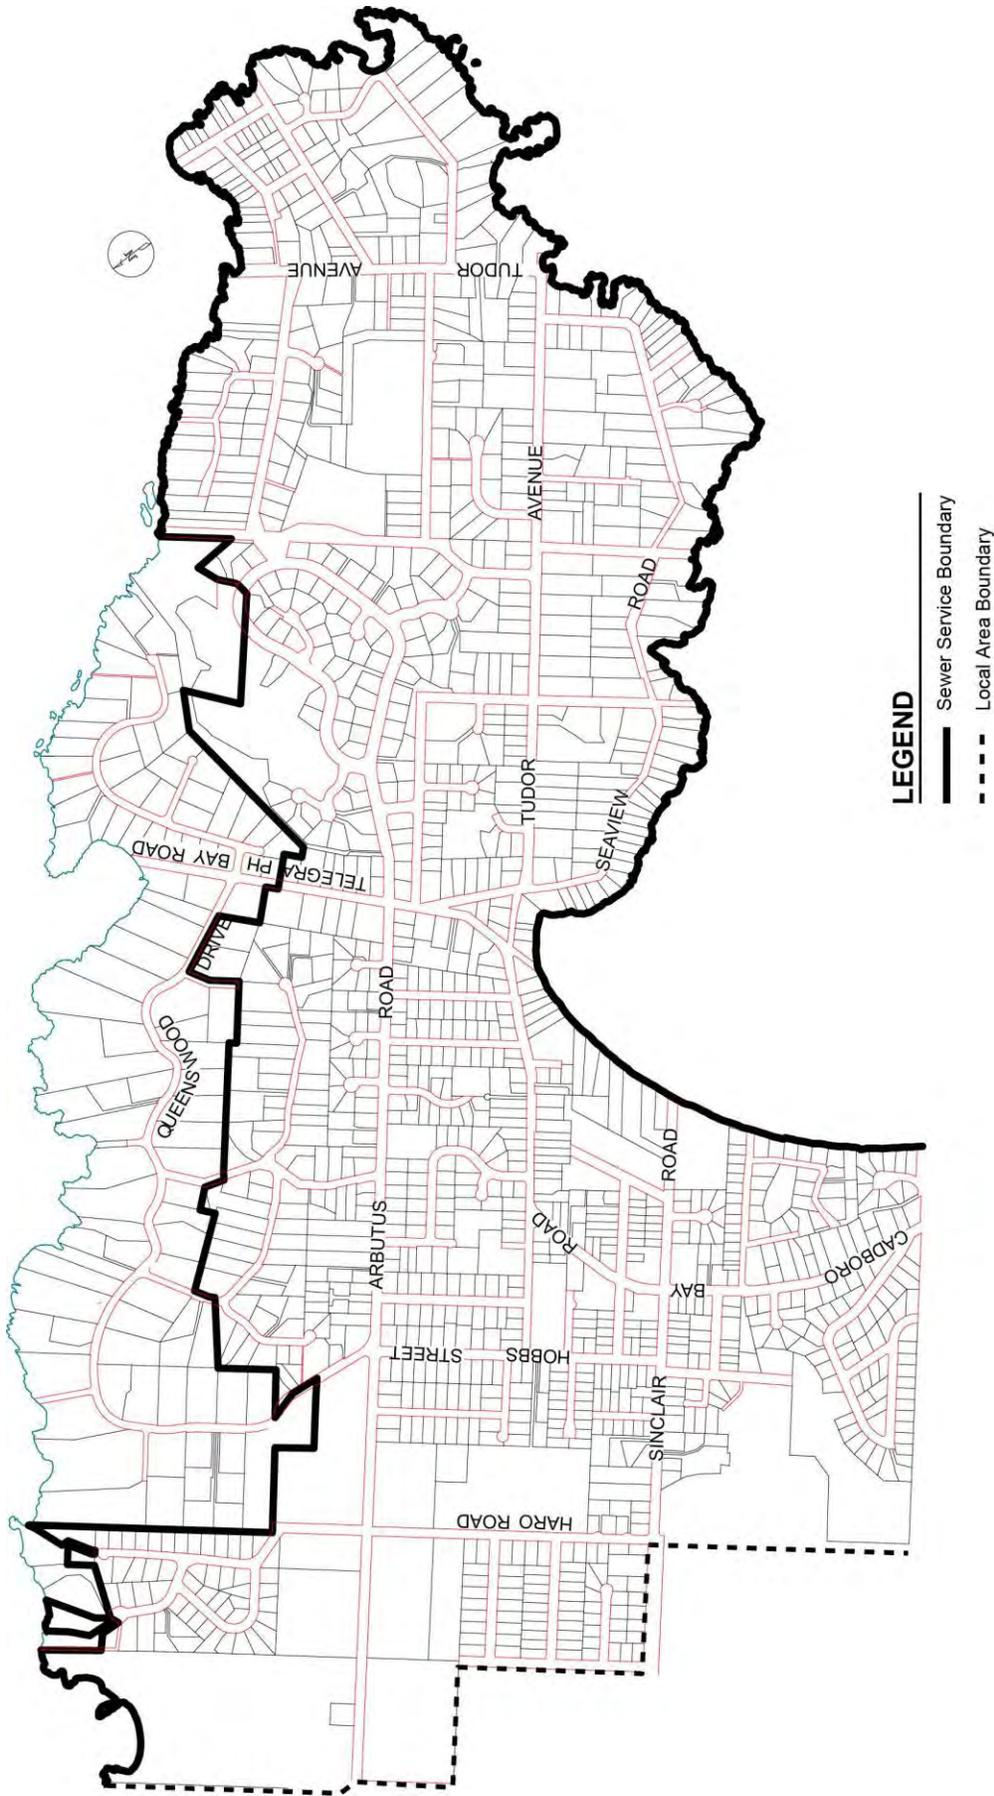 TUDOR AVENUE
AVENUE
ROAD
TUDOR
SEAVIEW
TELEGRAPH BAY ROAD
DRIVE
QUEENSWOOD
ROAD
ARBUTUS
ROAD
SINCLAIR
CADBORO
BAY
ROAD
HOBBS STREET
HARO ROAD
LEGEND
Sewer Service Boundary
Local Area Boundary